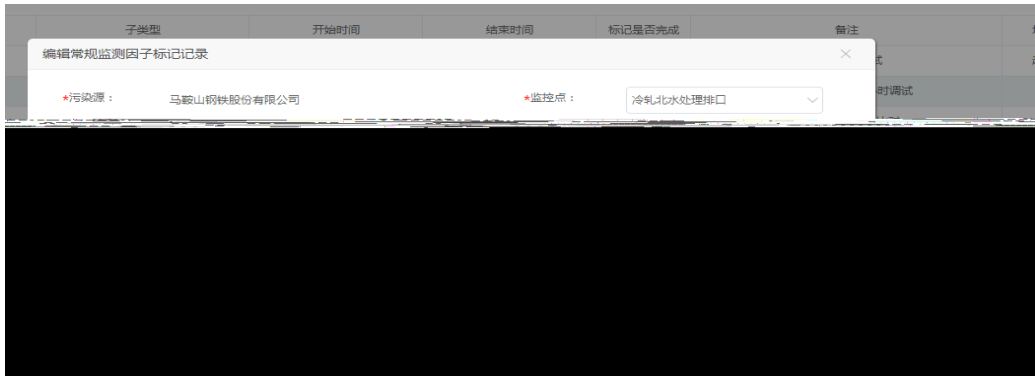 子类型 开始时间 结束时间 标记是否完成 备注
编辑常规监测因子标记记录
*污染源： 马鞍山钢铁股份有限公司 *监控点： 冷轧北水处理排口
时调试